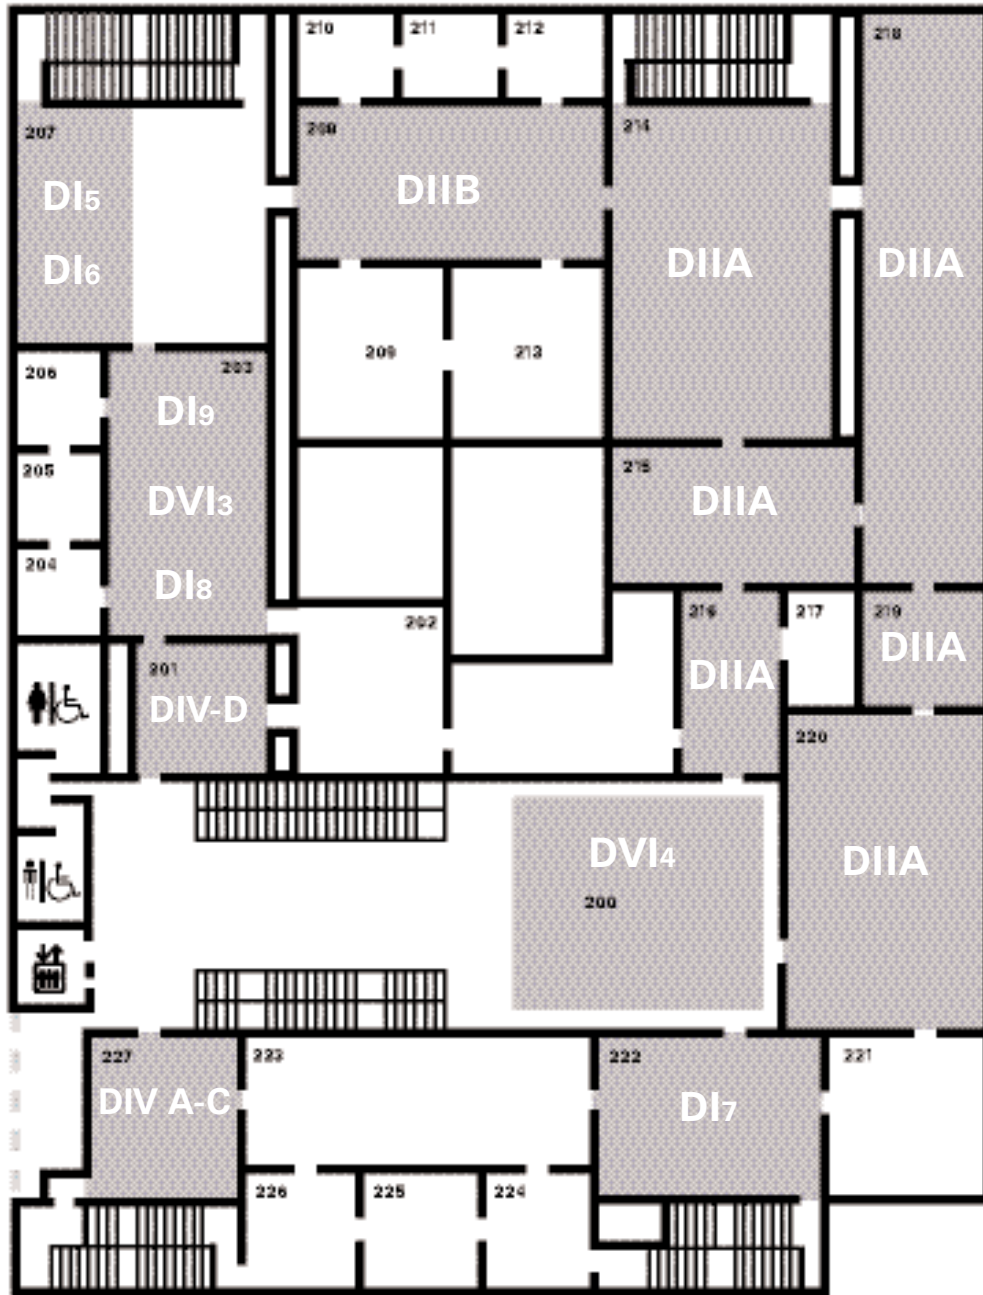 210 211 212 218
207 208 214
DI5
DIIB
DI6
DIIA
DIIA
209 213
206 203
DI9
205 215
DVI3
DIIA
204
DI8
202 216 217 219
DIIA
201
DIIA
DIV-D
220
DVI4
DIIA
200
227 223 222 221
DIV A-C
DI7
226 225 224